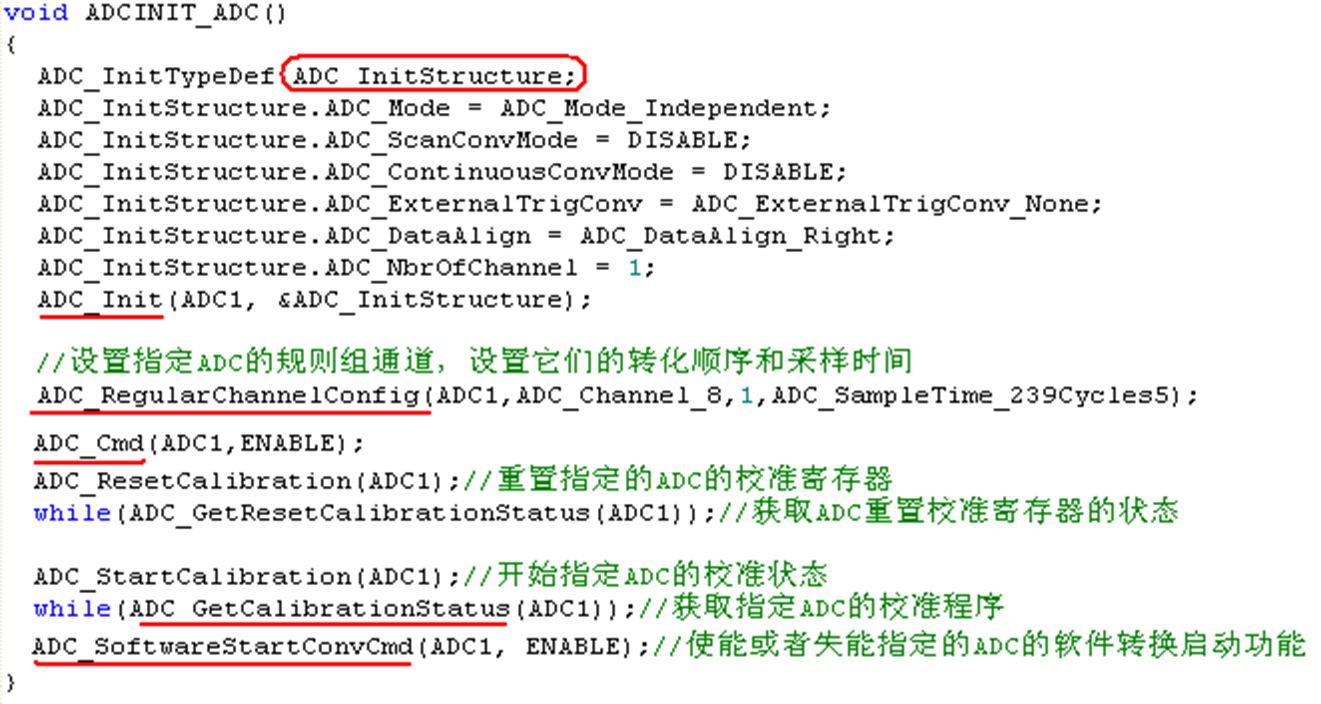 void ADCINIT_ADC()
{
ADC_InitTypeDef ADC_InitStructure;
ADC_InitStructure.ADC_Mode = ADC_Mode_Independent;
ADC_InitStructure.ADC_ScanConvMode = DISABLE;
ADC_InitStructure.ADC_ContinuousConvMode = DISABLE;
ADC_InitStructure.ADC_ExternalTrigConv = ADC_ExternalTrigConv_None;
ADC_InitStructure.ADC_DataAlign = ADC_DataAlign_Right;
ADC_InitStructure.ADC_NbrOfChannel = 1;
ADC_Init(ADC1, &ADC_InitStructure);
//设置指定ADC的规则组通道，设置它们的转化顺序和采样时间
ADC_RegularChannelConfig(ADC1,ADC_Channel_8,1,ADC_SampleTime_239Cycles5);
ADC_Cmd(ADC1,ENABLE);
ADC_ResetCalibration(ADC1);//重置指定的ADC的校准寄存器
while(ADC_GetResetCalibrationStatus(ADC1));//获取ADC重置校准寄存器的状态
ADC_StartCalibration(ADC1);//开始指定ADC的校准状态
while(ADC_GetCalibrationStatus(ADC1));//获取指定ADC的校准程序
ADC_SoftwareStartConvCmd(ADC1, ENABLE);//使能或者失能指定的ADC的软件转换启动功能
}